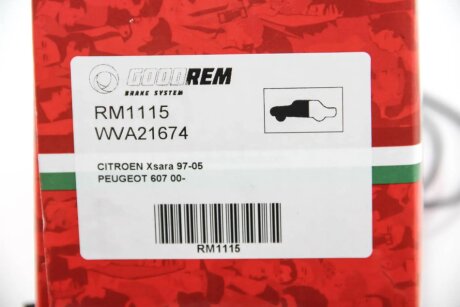 GOODREM
BRAKE SYSTEM
RM1115
WVA21674
CITROEN Xsara 97-05
PEUGEOT 607 00-
RM1115